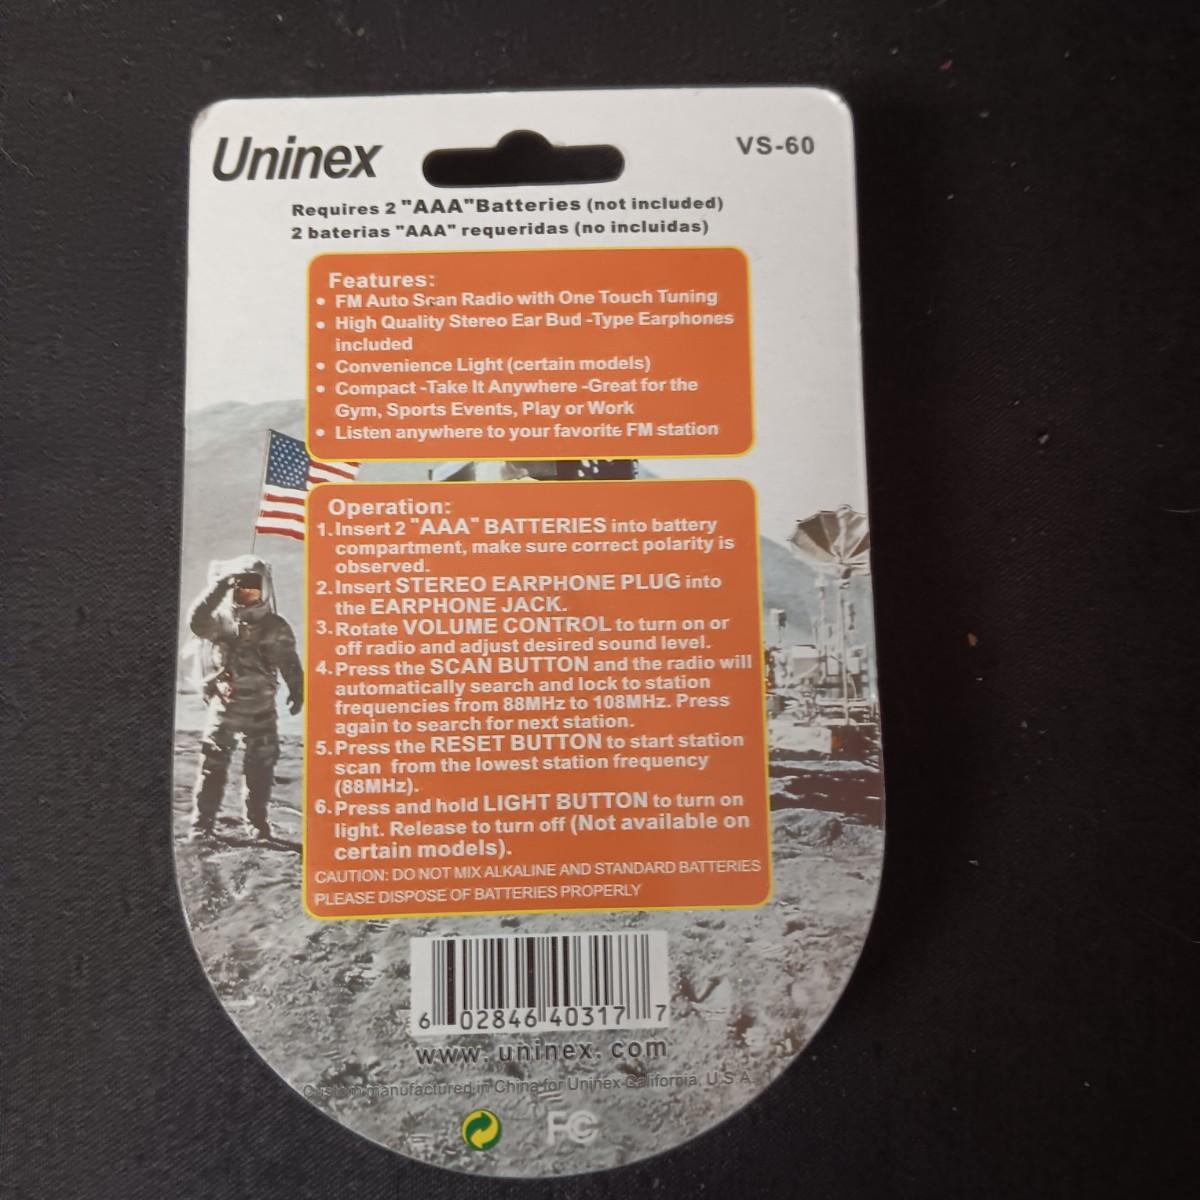 Uninex
VS-60
Requires 2 "AAA"Batteries (not included)
2 baterias "AAA" requeridas (no incluidas)
Features:
• FM Auto Scan Radio with One Touch Tuning
• High Quality Stereo Ear Bud -Type Earphones
included
• Convenience Light (certain models)
• Compact -Take It Anywhere -Great for the
Gym, Sports Events, Play or Work
• Listen anywhere to your favorite FM station
Operation:
1. Insert 2 "AAA" BATTERIES into battery
compartment, make sure correct polarity is
observed.
2. Insert STEREO EARPHONE PLUG into
the EARPHONE JACK.
3. Rotate VOLUME CONTROL to turn on or
off radio and adjust desired sound level.
4. Press the SCAN BUTTON and the radio will
automatically search and lock to station
frequencies from 88MHz to 108MHz. Press
again to search for next station.
5. Press the RESET BUTTON to start station
scan from the lowest station frequency
(88MHz).
6. Press and hold LIGHT BUTTON to turn on
light. Release to turn off (Not available on
certain models).
CAUTION: DO NOT MIX ALKALINE AND STANDARD BATTERIES
PLEASE DISPOSE OF BATTERIES PROPERLY
6 02846 40317 7
www.uninex.com
Custom manufactured in China for Uninex California, U.S.A.
FC